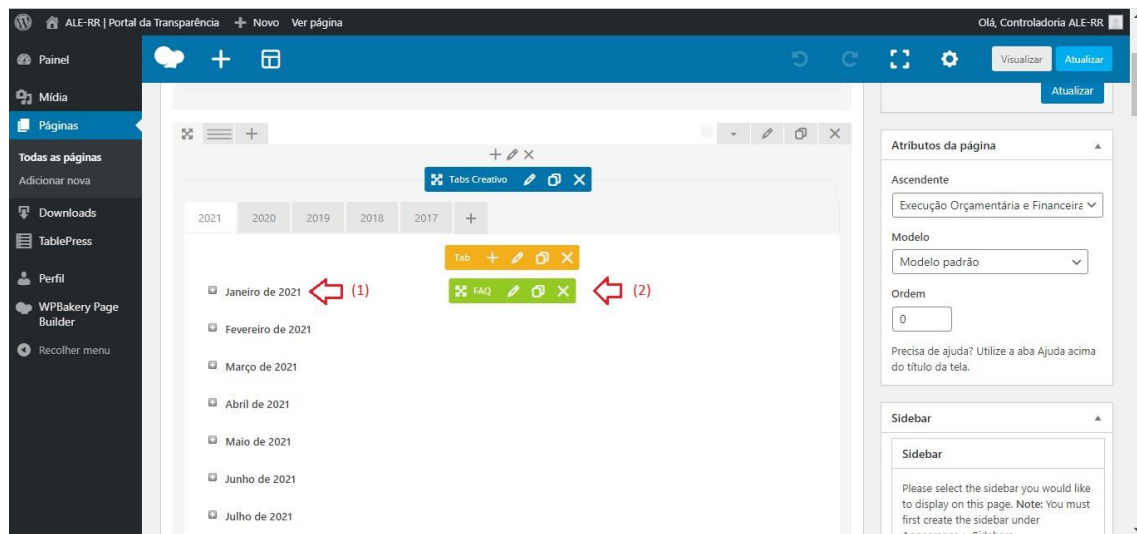 ALE-RR | Portal da Transparência + Novo Ver página Olá, Controladoria ALE-RR
Painel
Mídia
Páginas
Todas as páginas
Adicionar nova
Downloads
TablePress
Perfil
WPBakery Page
Builder
Recolher menu
Visualizar Atualizar
Tabs Creativo
2021 2020 2019 2018 2017 +
Tab
FAQ
Janeiro de 2021 (1) (2)
Fevereiro de 2021
Março de 2021
Abril de 2021
Maio de 2021
Junho de 2021
Julho de 2021
Atualizar
Atributos da página
Ascendente
Execução Orçamentária e Financeira
Modelo
Modelo padrão
Ordem
0
Precisa de ajuda? Utilize a aba Ajuda acima
do título da tela.
Sidebar
Sidebar
Please select the sidebar you would like
to display on this page. Note: You must
first create the sidebar under